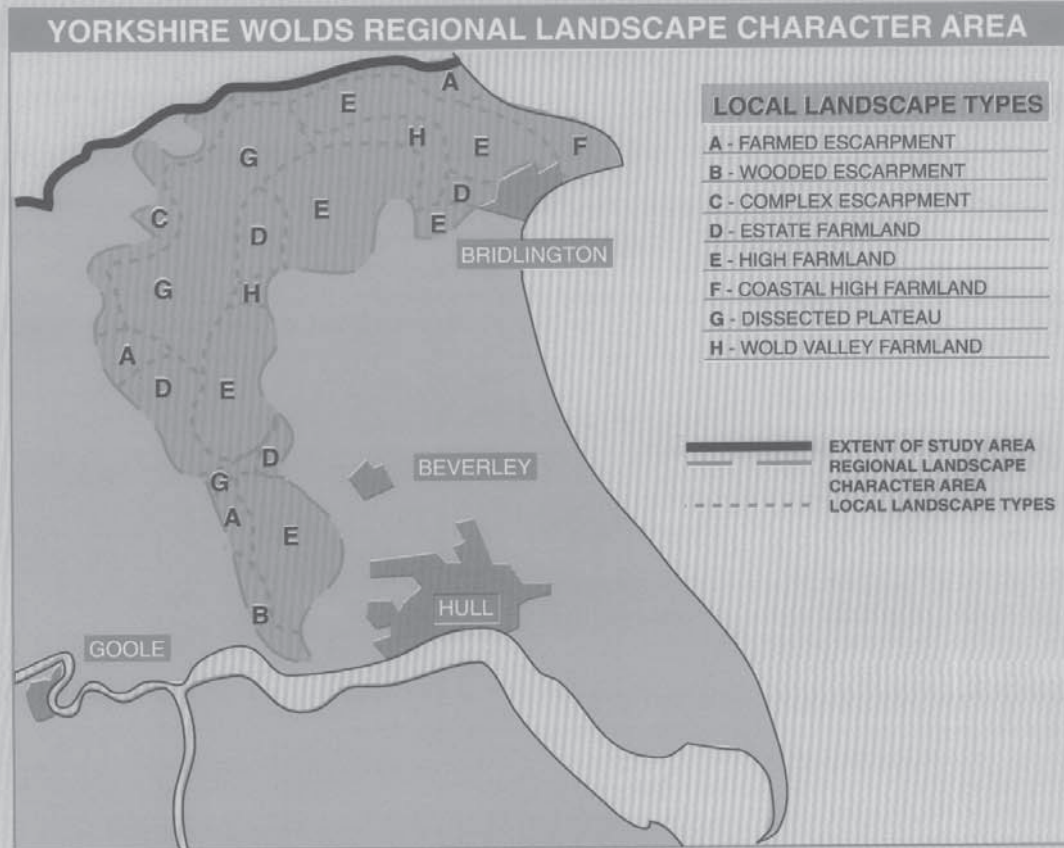 YORKSHIRE WOLDS REGIONAL LANDSCAPE CHARACTER AREA
A
E
H
E
F
G
D
C
E
D
E
BRIDLINGTON
G
H
A
D
E
D
BEVERLEY
G
A
E
B
HULL
GOOLE
LOCAL LANDSCAPE TYPES
A - FARMED ESCARPMENT
B - WOODED ESCARPMENT
C - COMPLEX ESCARPMENT
D - ESTATE FARMLAND
E - HIGH FARMLAND
F - COASTAL HIGH FARMLAND
G - DISSECTED PLATEAU
H - WOLD VALLEY FARMLAND
EXTENT OF STUDY AREA
REGIONAL LANDSCAPE
CHARACTER AREA
LOCAL LANDSCAPE TYPES